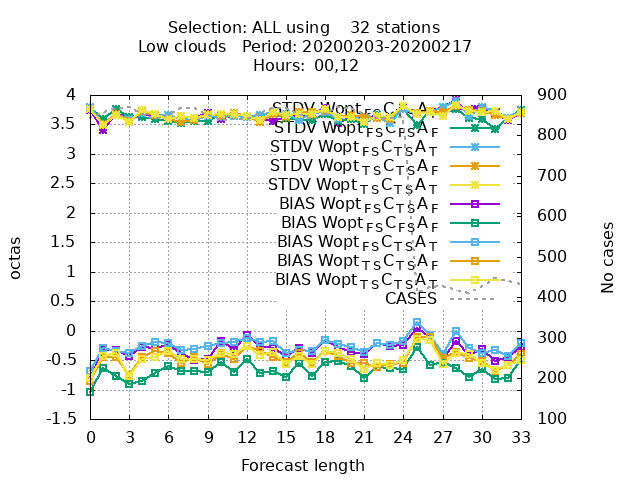 Selection: ALL using 32 stations
Low clouds Period: 20200203-20200217
Hours: 00,12
STDV Wopt FS C TS A F
STDV Wopt FS C FS A F
STDV Wopt FS C TS A T
STDV Wopt TS C TS A F
STDV Wopt TS C TS A T
BIAS Wopt FS C TS A F
BIAS Wopt FS C FS A F
BIAS Wopt FS C TS A T
BIAS Wopt TS C TS A F
BIAS Wopt TS C TS A T
CASES
octas
4
3.5
3
2.5
2
1.5
1
0.5
0
-0.5
-1
-1.5
900
800
700
600
500
400
300
200
100
No cases
0 3 6 9 12 15 18 21 24 27 30 33
Forecast length